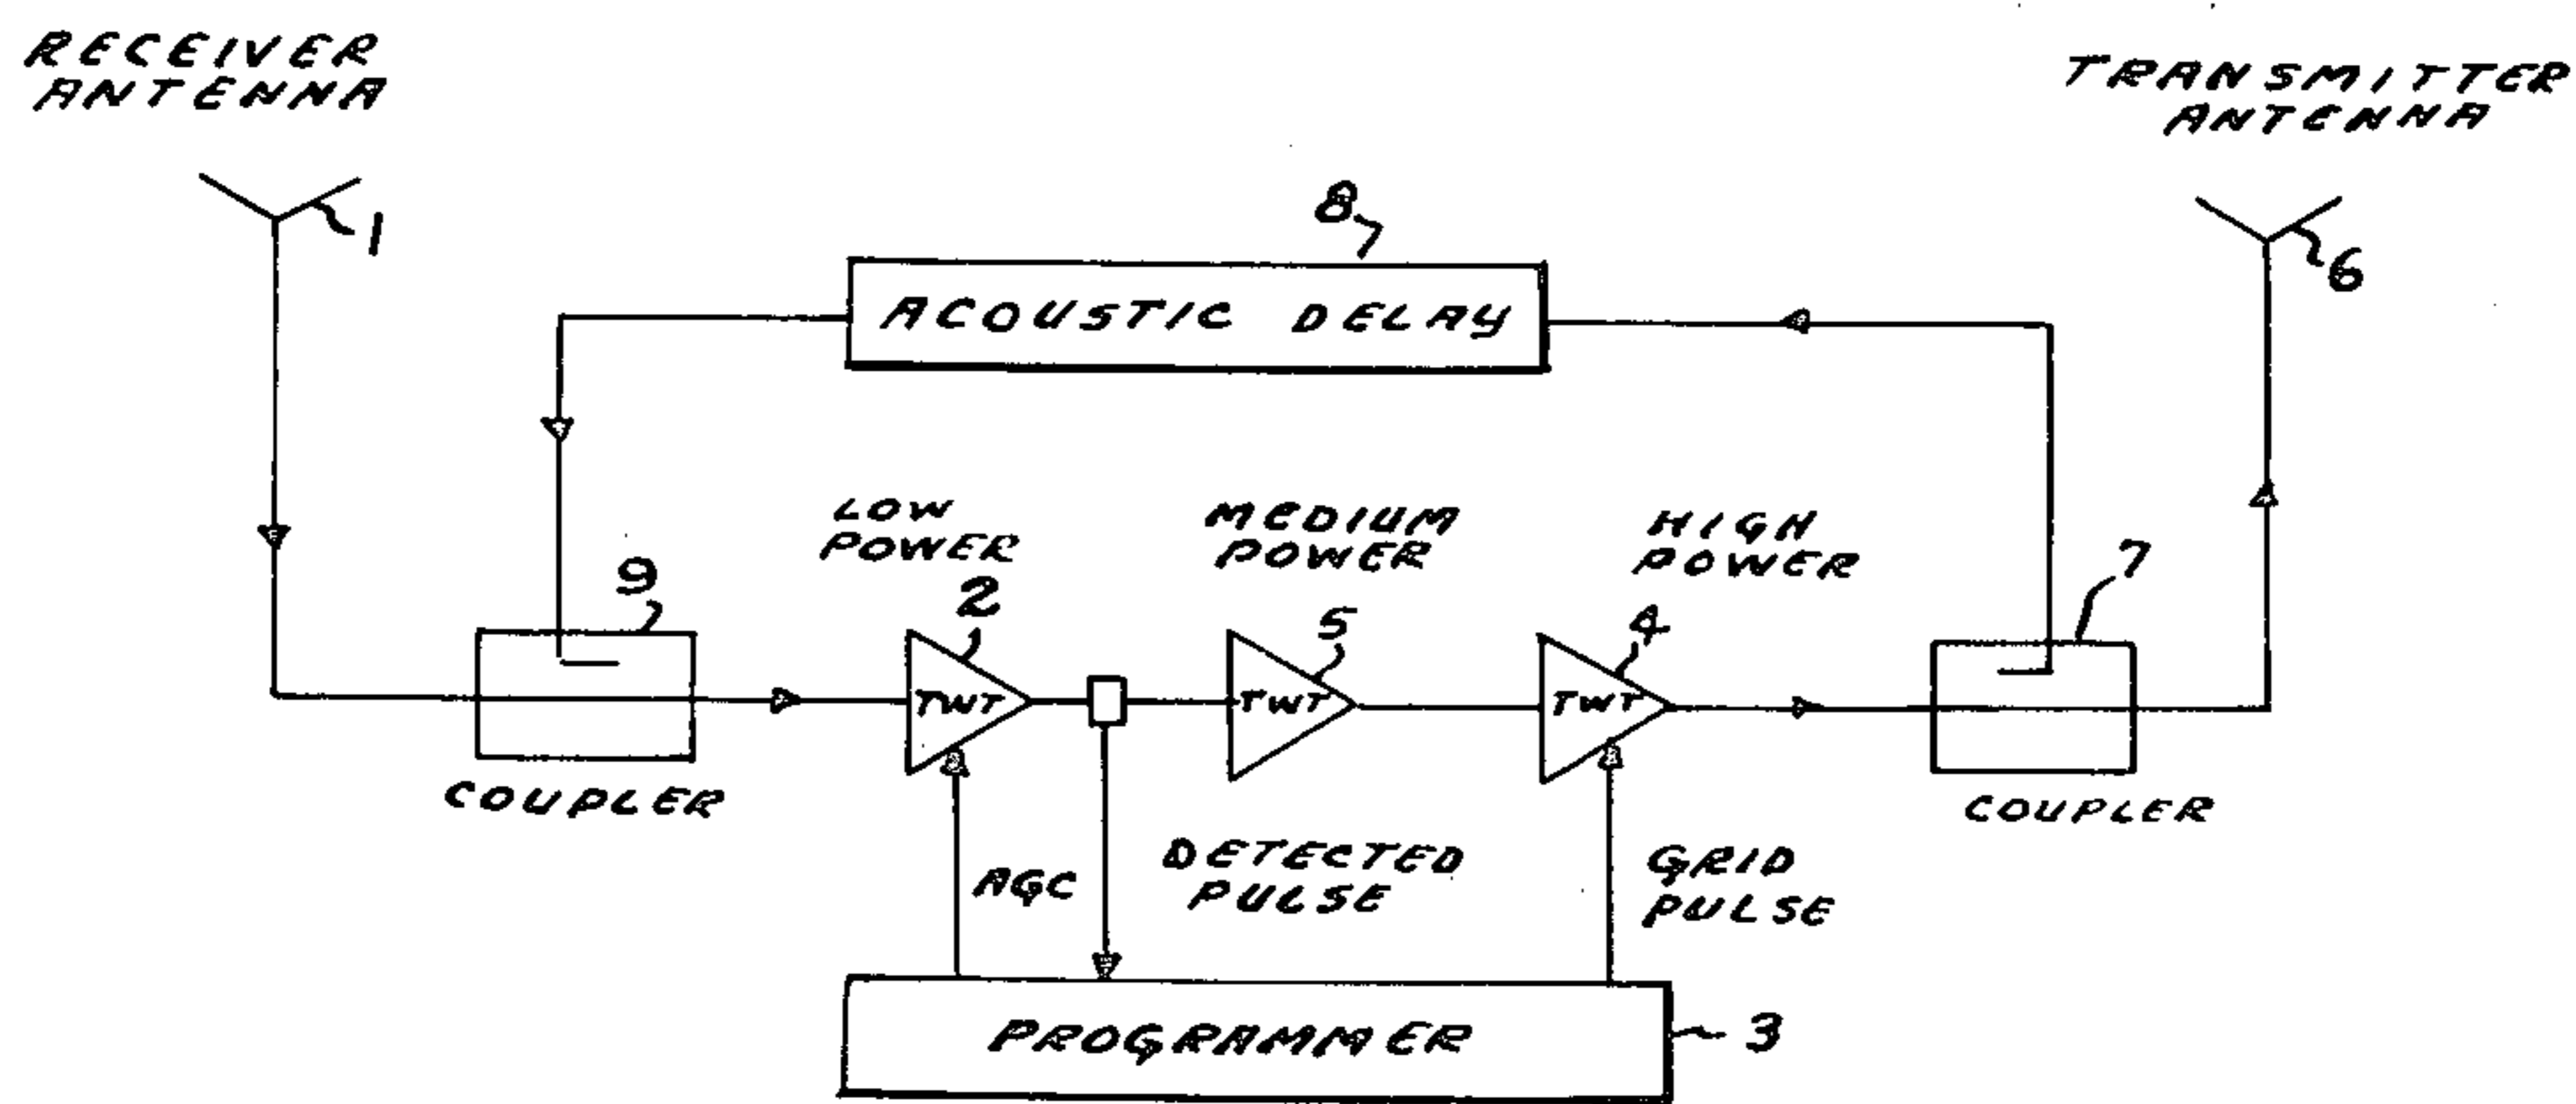 RECEIVER
ANTENNA
1
TRANSMITTER
ANTENNA
6
8
ACOUSTIC DELAY
9
COUPLER
LOW
POWER
2
TWT
MEDIUM
POWER
5
TWT
HIGH
POWER
4
TWT
7
COUPLER
AGC
DETECTED
PULSE
GRID
PULSE
PROGRAMMER
3